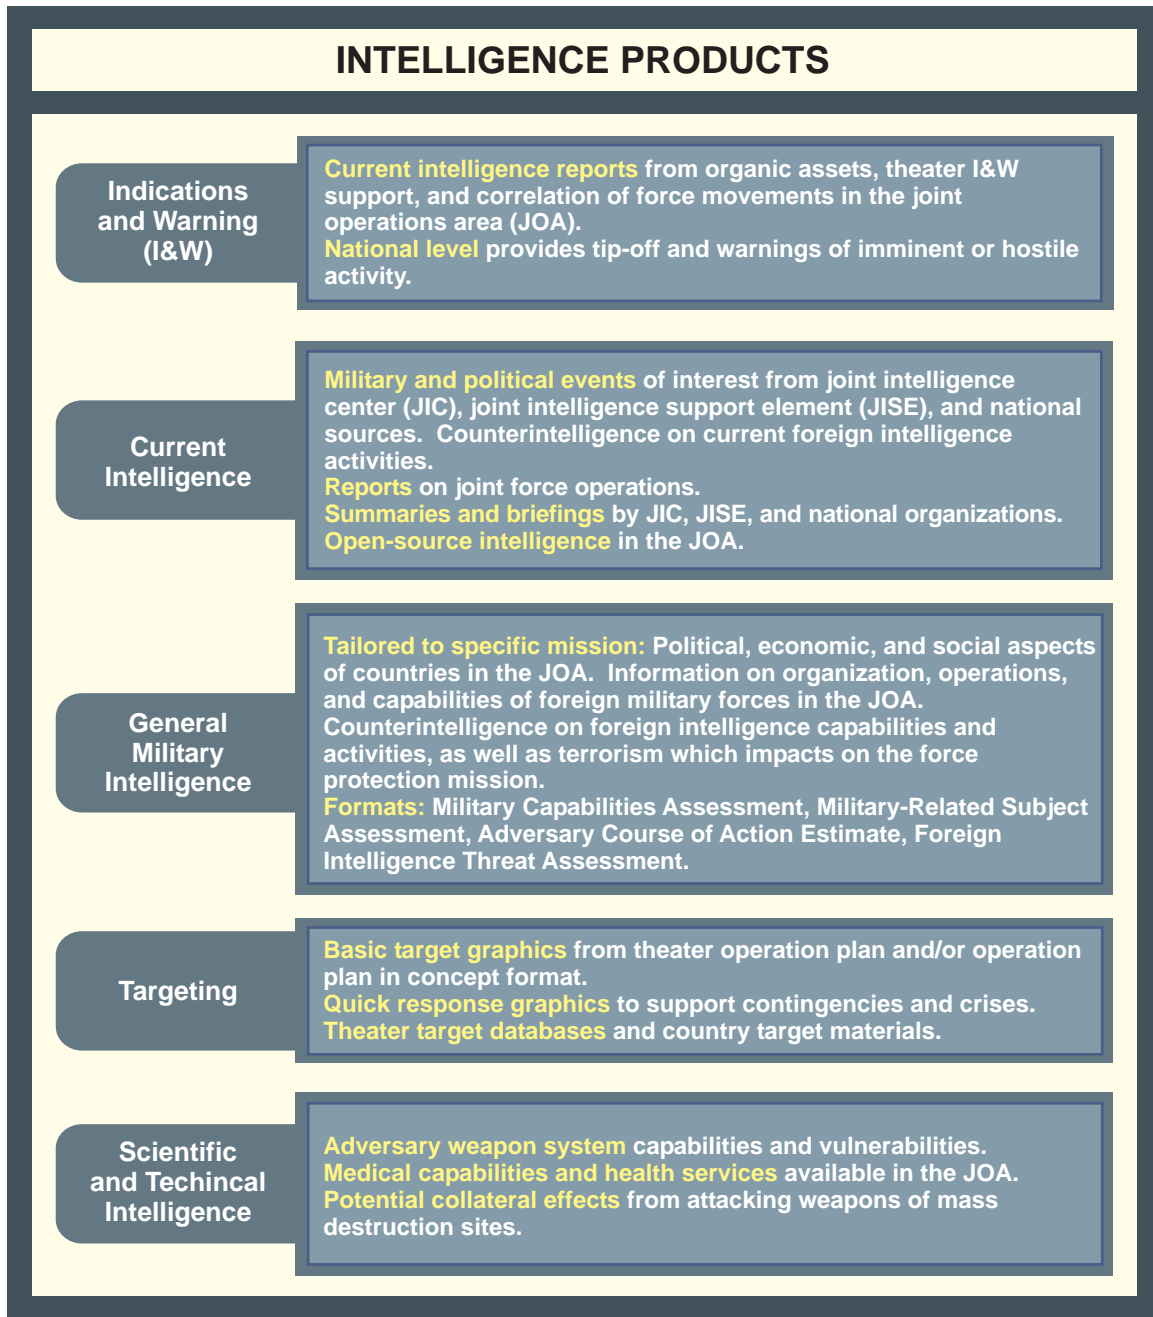 INTELLIGENCE PRODUCTS
Indications
and Warning
(I&W)
Current intelligence reports from organic assets, theater I&W
support, and correlation of force movements in the joint
operations area (JOA).
National level provides tip-off and warnings of imminent or hostile
activity.
Current
Intelligence
Military and political events of interest from joint intelligence
center (JIC), joint intelligence support element (JISE), and national
sources.  Counterintelligence on current foreign intelligence
activities.
Reports on joint force operations.
Summaries and briefings by JIC, JISE, and national organizations.
Open-source intelligence in the JOA.
General
Military
Intelligence
Tailored to specific mission: Political, economic, and social aspects
of countries in the JOA.  Information on organization, operations,
and capabilities of foreign military forces in the JOA.
Counterintelligence on foreign intelligence capabilities and
activities, as well as terrorism which impacts on the force
protection mission.
Formats: Military Capabilities Assessment, Military-Related Subject
Assessment, Adversary Course of Action Estimate, Foreign
Intelligence Threat Assessment.
Targeting
Basic target graphics from theater operation plan and/or operation
plan in concept format.
Quick response graphics to support contingencies and crises.
Theater target databases and country target materials.
Scientific
and Techincal
Intelligence
Adversary weapon system capabilities and vulnerabilities.
Medical capabilities and health services available in the JOA.
Potential collateral effects from attacking weapons of mass
destruction sites.